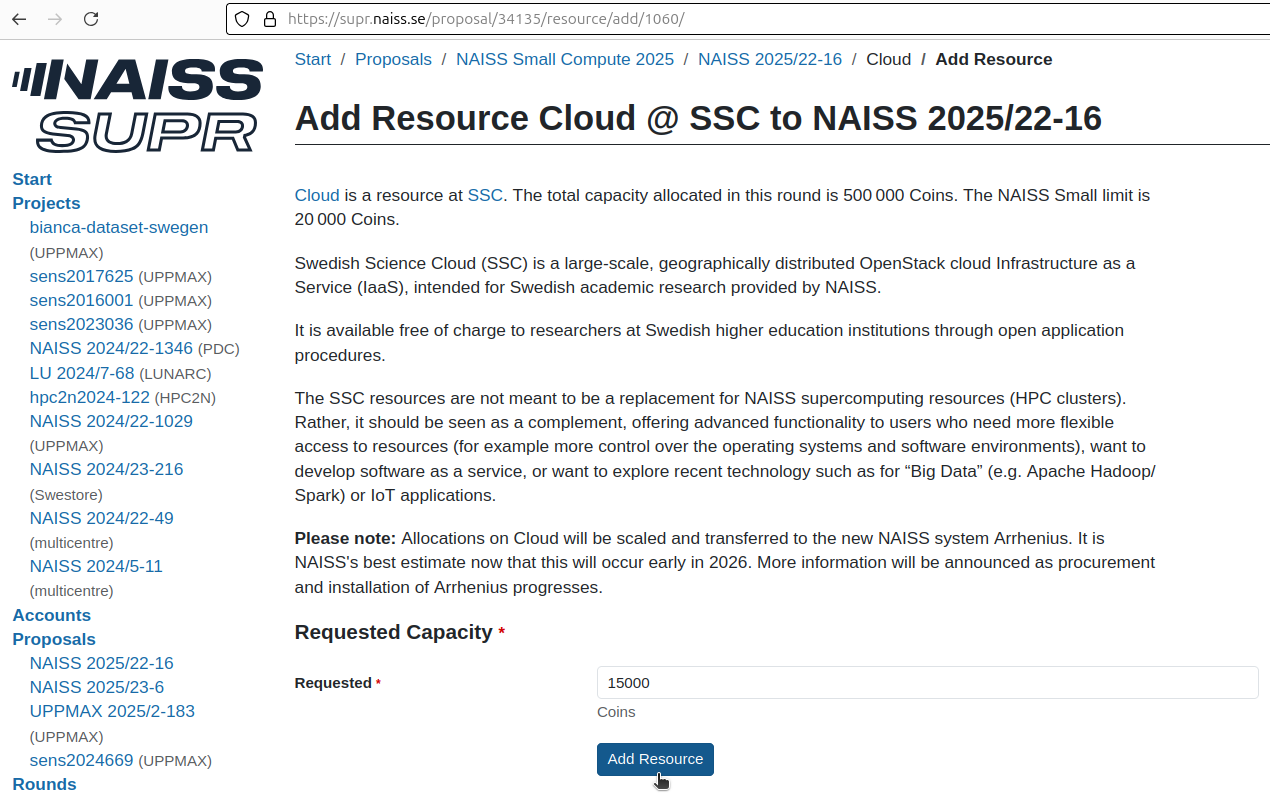 https://supr.naiss.se/proposal/34135/resource/add/1060/
NAISS
SUPR
Start
Projects
bianca-dataset-swegen
(UPPMAX)
sens2017625 (UPPMAX)
sens2016001 (UPPMAX)
sens2023036 (UPPMAX)
NAISS 2024/22-1346 (PDC)
LU 2024/7-68 (LUNARC)
hpc2n2024-122 (HPC2N)
NAISS 2024/22-1029
(UPPMAX)
NAISS 2024/23-216
(Swestore)
NAISS 2024/22-49
(multicentre)
NAISS 2024/5-11
(multicentre)
Accounts
Proposals
NAISS 2025/22-16
NAISS 2025/23-6
UPPMAX 2025/2-183
(UPPMAX)
sens2024669 (UPPMAX)
Rounds
Start / Proposals / NAISS Small Compute 2025 / NAISS 2025/22-16 / Cloud / Add Resource
Add Resource Cloud @ SSC to NAISS 2025/22-16
Cloud is a resource at SSC. The total capacity allocated in this round is 500 000 Coins. The NAISS Small limit is
20 000 Coins.
Swedish Science Cloud (SSC) is a large-scale, geographically distributed OpenStack cloud Infrastructure as a
Service (IaaS), intended for Swedish academic research provided by NAISS.
It is available free of charge to researchers at Swedish higher education institutions through open application
procedures.
The SSC resources are not meant to be a replacement for NAISS supercomputing resources (HPC clusters).
Rather, it should be seen as a complement, offering advanced functionality to users who need more flexible
access to resources (for example more control over the operating systems and software environments), want to
develop software as a service, or want to explore recent technology such as for “Big Data” (e.g. Apache Hadoop/
Spark) or IoT applications.
Please note: Allocations on Cloud will be scaled and transferred to the new NAISS system Arrhenius. It is
NAISS's best estimate now that this will occur early in 2026. More information will be announced as procurement
and installation of Arrhenius progresses.
Requested Capacity *
Requested *
15000
Coins
Add Resource